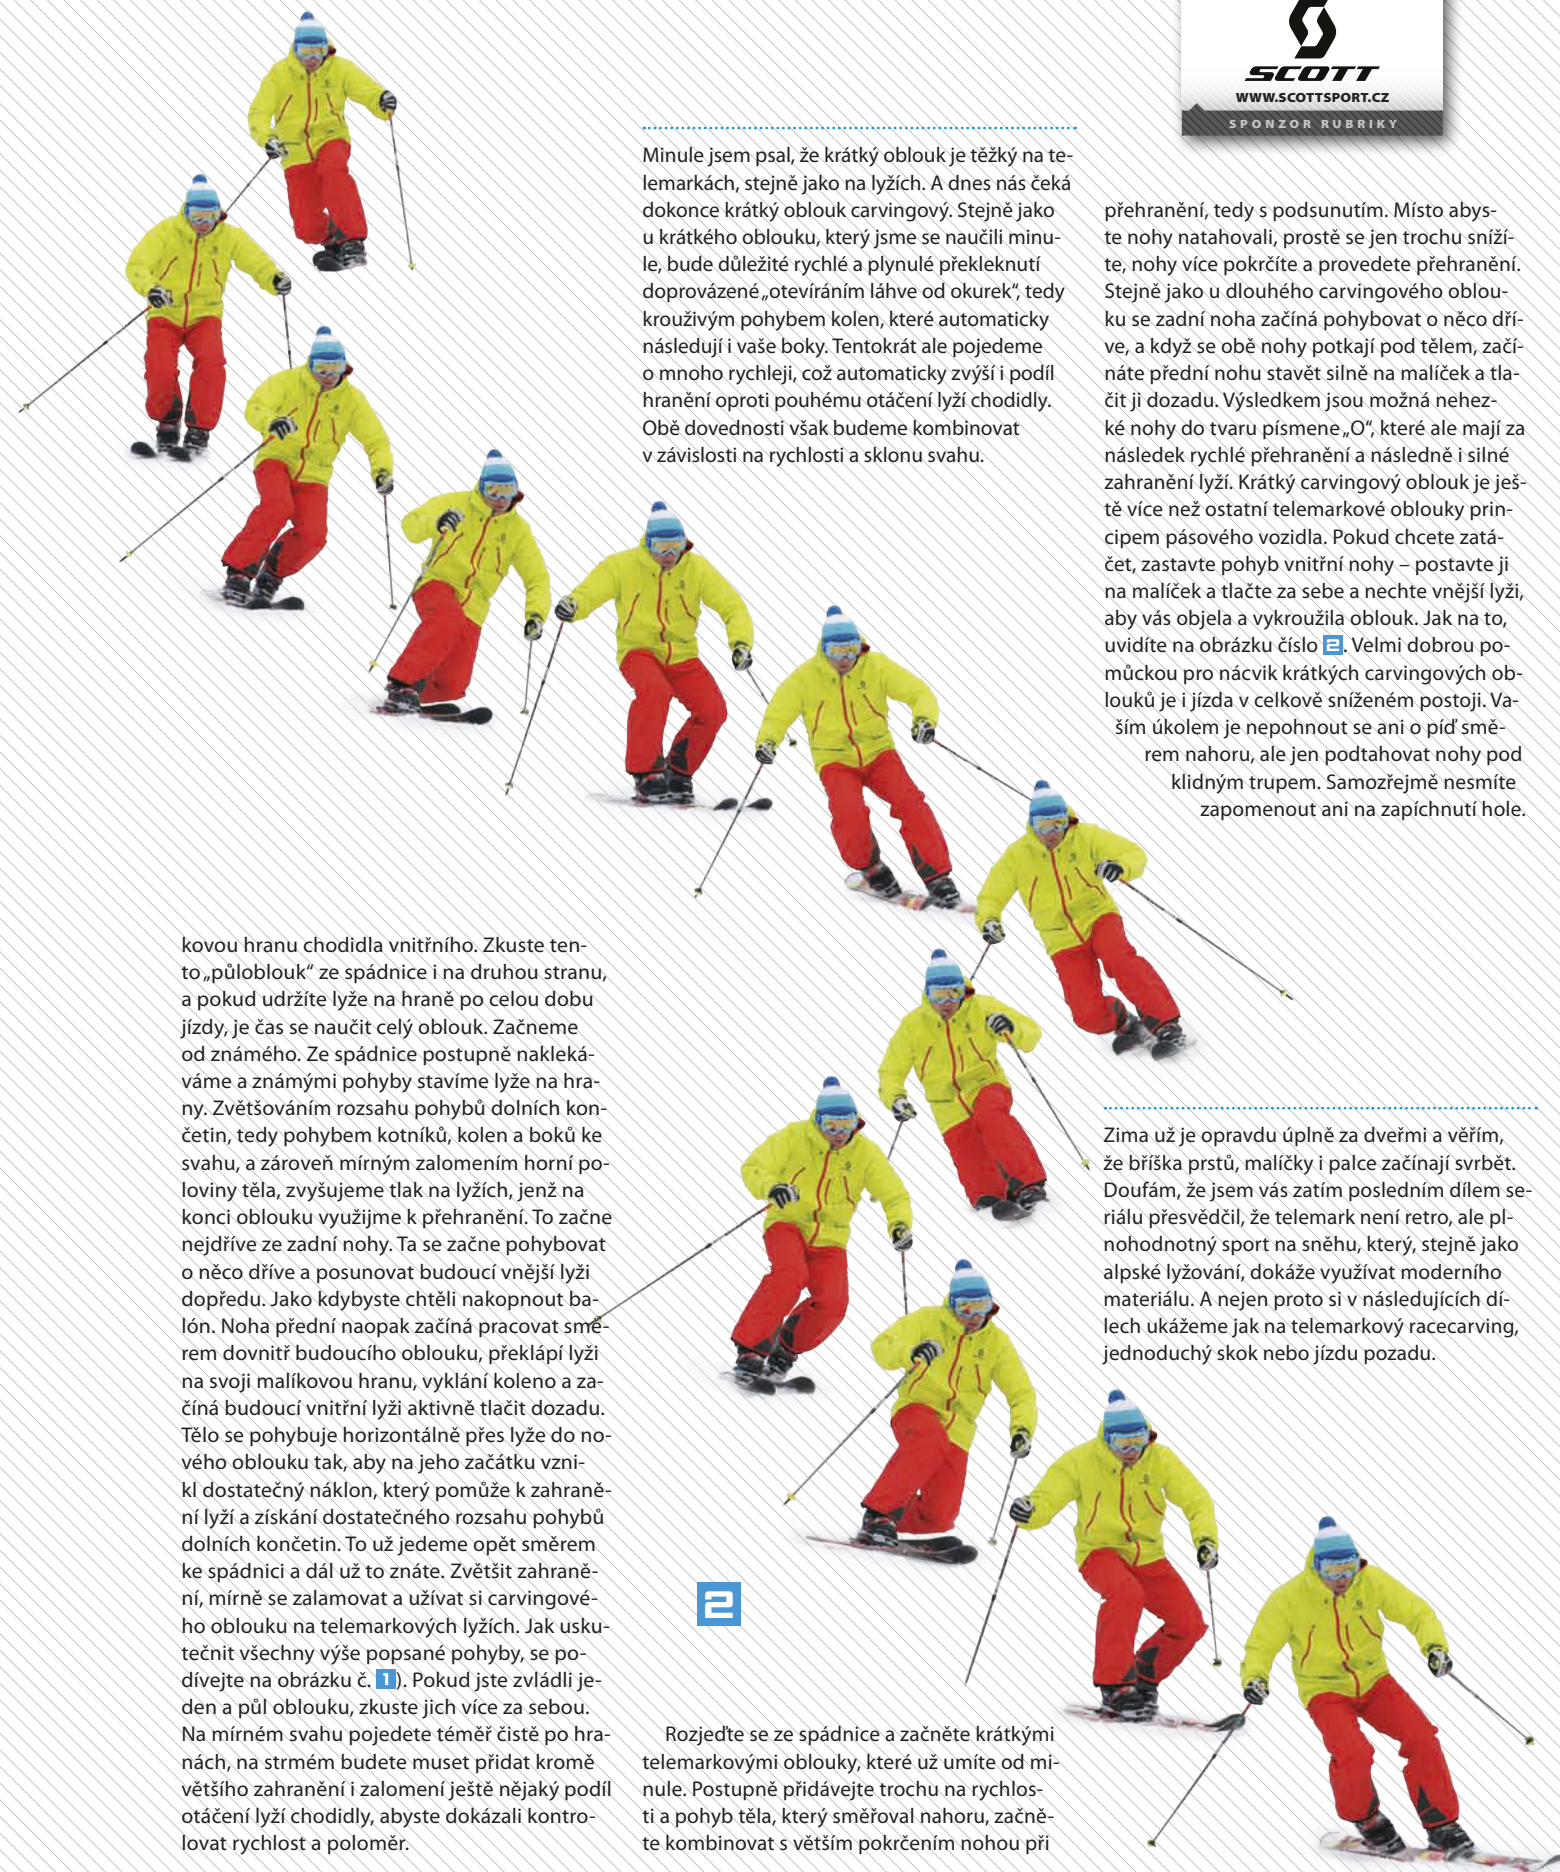 SCOTT
WWW.SCOTTSPORT.CZ
SPONZOR RUBRIKY
kovou hranu chodidla vnitřního. Zkuste ten-
to „půloblouk“ ze spádnice i na druhou stranu,
a pokud udržíte lyže na hraně po celou dobu
jízdy, je čas se naučit celý oblouk. Začneme
od známého. Ze spádnice postupně nakleká-
váme a známými pohyby stavíme lyže na hra-
ny. Zvětšováním rozsahu pohybů dolních kon-
četin, tedy pohybem kotníků, kolen a boků ke
svahu, a zároveň mírným zalomením horní po-
loviny těla, zvyšujeme tlak na lyžích, jenž na
konci oblouku využijme k přehranění. To začne
nejdříve ze zadní nohy. Ta se začne pohybovat
o něco dříve a posunovat budoucí vnější lyži
dopředu. Jako kdybyste chtěli nakopnout ba-
lón. Noha přední naopak začíná pracovat smě-
rem dovnitř budoucího oblouku, překlápí lyži
na svoji malíkovou hranu, vyklání koleno a za-
číná budoucí vnitřní lyži aktivně tlačit dozadu.
Tělo se pohybuje horizontálně přes lyže do no-
vého oblouku tak, aby na jeho začátku vzni-
kl dostatečný náklon, který pomůže k zahraně-
ní lyží a získání dostatečného rozsahu pohybů
dolních končetin. To už jedeme opět směrem
ke spádnici a dál už to znáte. Zvětšit zahraně-
ní, mírně se zalamovat a užívat si carvingové-
ho oblouku na telemarkových lyžích. Jak usku-
tečnit všechny výše popsané pohyby, se po-
dívejte na obrázku č. 1). Pokud jste zvládli je-
den a půl oblouku, zkuste jich více za sebou.
Na mírném svahu pojedete téměř čistě po hra-
nách, na strmém budete muset přidat kromě
většího zahranění i zalomení ještě nějaký podíl
otáčení lyží chodidly, abyste dokázali kontro-
lovat rychlost a poloměr.
Minule jsem psal, že krátký oblouk je těžký na te-
lemarkách, stejně jako na lyžích. A dnes nás čeká
dokonce krátký oblouk carvingový. Stejně jako
u krátkého oblouku, který jsme se naučili minu-
le, bude důležité rychlé a plynulé překleknutí
doprovázené „otevíráním láhve od okurek“, tedy
krouživým pohybem kolen, které automaticky
následují i vaše boky. Tentokrát ale pojedeme
o mnoho rychleji, což automaticky zvýší i podíl
hranění oproti pouhému otáčení lyží chodidly.
Obě dovednosti však budeme kombinovat
v závislosti na rychlosti a sklonu svahu.
2
Rozjeďte se ze spádnice a začněte krátkými
telemarkovými oblouky, které už umíte od mi-
nule. Postupně přidávejte trochu na rychlos-
ti a pohyb těla, který směřoval nahoru, začně-
te kombinovat s větším pokrčením nohou při
přehranění, tedy s podsunutím. Místo abys-
te nohy natahovali, prostě se jen trochu sníží-
te, nohy více pokrčíte a provedete přehranění.
Stejně jako u dlouhého carvingového oblou-
ku se zadní noha začíná pohybovat o něco dří-
ve, a když se obě nohy potkají pod tělem, začí-
náte přední nohu stavět silně na malíček a tla-
čit ji dozadu. Výsledkem jsou možná nehez-
ké nohy do tvaru písmene „O“, které ale mají za
následek rychlé přehranění a následně i silné
zahranění lyží. Krátký carvingový oblouk je ješ-
tě více než ostatní telemarkové oblouky prin-
cipem pásového vozidla. Pokud chcete zatá-
čet, zastavte pohyb vnitřní nohy – postavte ji
na malíček a tlačte za sebe a nechte vnější lyži,
aby vás objela a vykroužila oblouk. Jak na to,
uvidíte na obrázku číslo 2. Velmi dobrou po-
můckou pro nácvik krátkých carvingových ob-
louků je i jízda v celkově sníženém postoji. Va-
ším úkolem je nepohnout se ani o píď smě-
rem nahoru, ale jen podtahovat nohy pod
klidným trupem. Samozřejmě nesmíte
zapomenout ani na zapíchnutí hole.
Zima už je opravdu úplně za dveřmi a věřím,
že bříška prstů, malíčky i palce začínají svrbět.
Doufám, že jsem vás zatím posledním dílem se-
riálu přesvědčil, že telemark není retro, ale pl-
nohodnotný sport na sněhu, který, stejně jako
alpské lyžování, dokáže využívat moderního
materiálu. A nejen proto si v následujících dí-
lech ukážeme jak na telemarkový racecarving,
jednoduchý skok nebo jízdu pozadu.